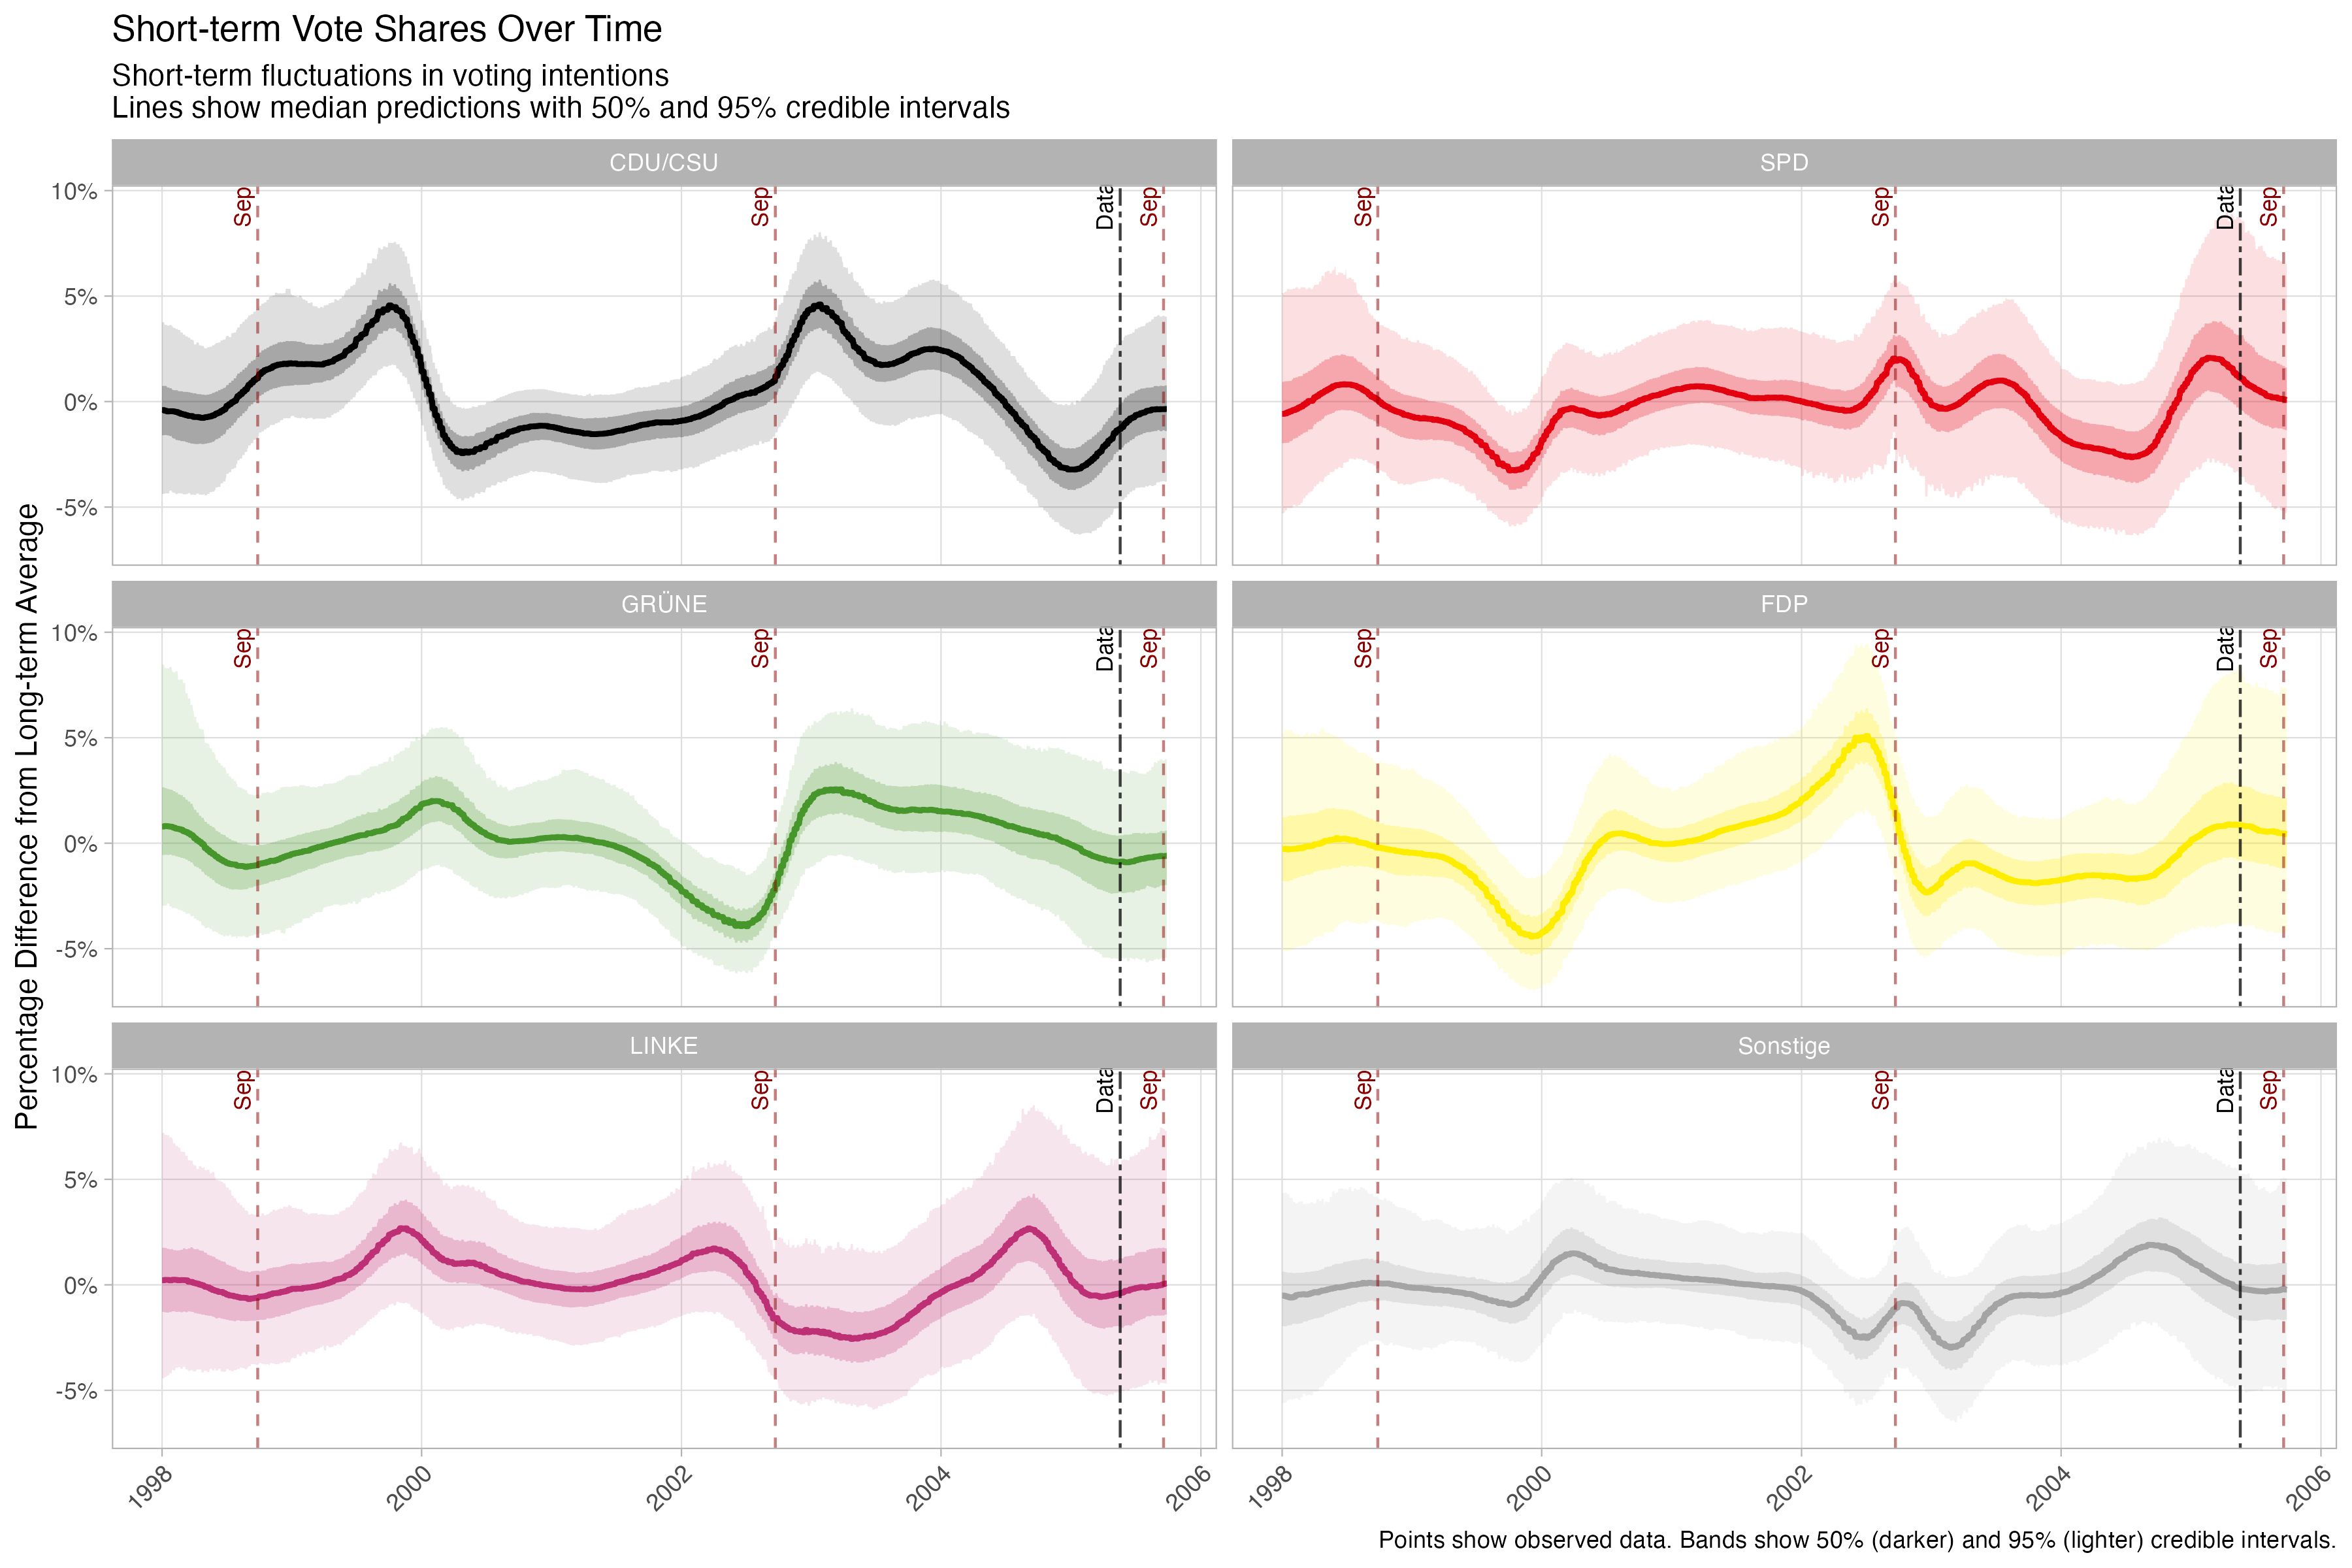 Short-term Vote Shares Over Time
Short-term fluctuations in voting intentions
Lines show median predictions with 50% and 95% credible intervals
Percentage Difference from Long-term Average
CDU/CSU
SPD
10%
5%
0%
-5%
Sep
Sep
Data
Sep
Sep
Sep
Data
Sep
GRÜNE
FDP
10%
5%
0%
-5%
Sep
Sep
Data
Sep
Sep
Sep
Data
Sep
LINKE
Sonstige
10%
5%
0%
-5%
Sep
Sep
Data
Sep
Sep
Sep
Data
Sep
1998
2000
2002
2004
2006
1998
2000
2002
2004
2006
Points show observed data. Bands show 50% (darker) and 95% (lighter) credible intervals.